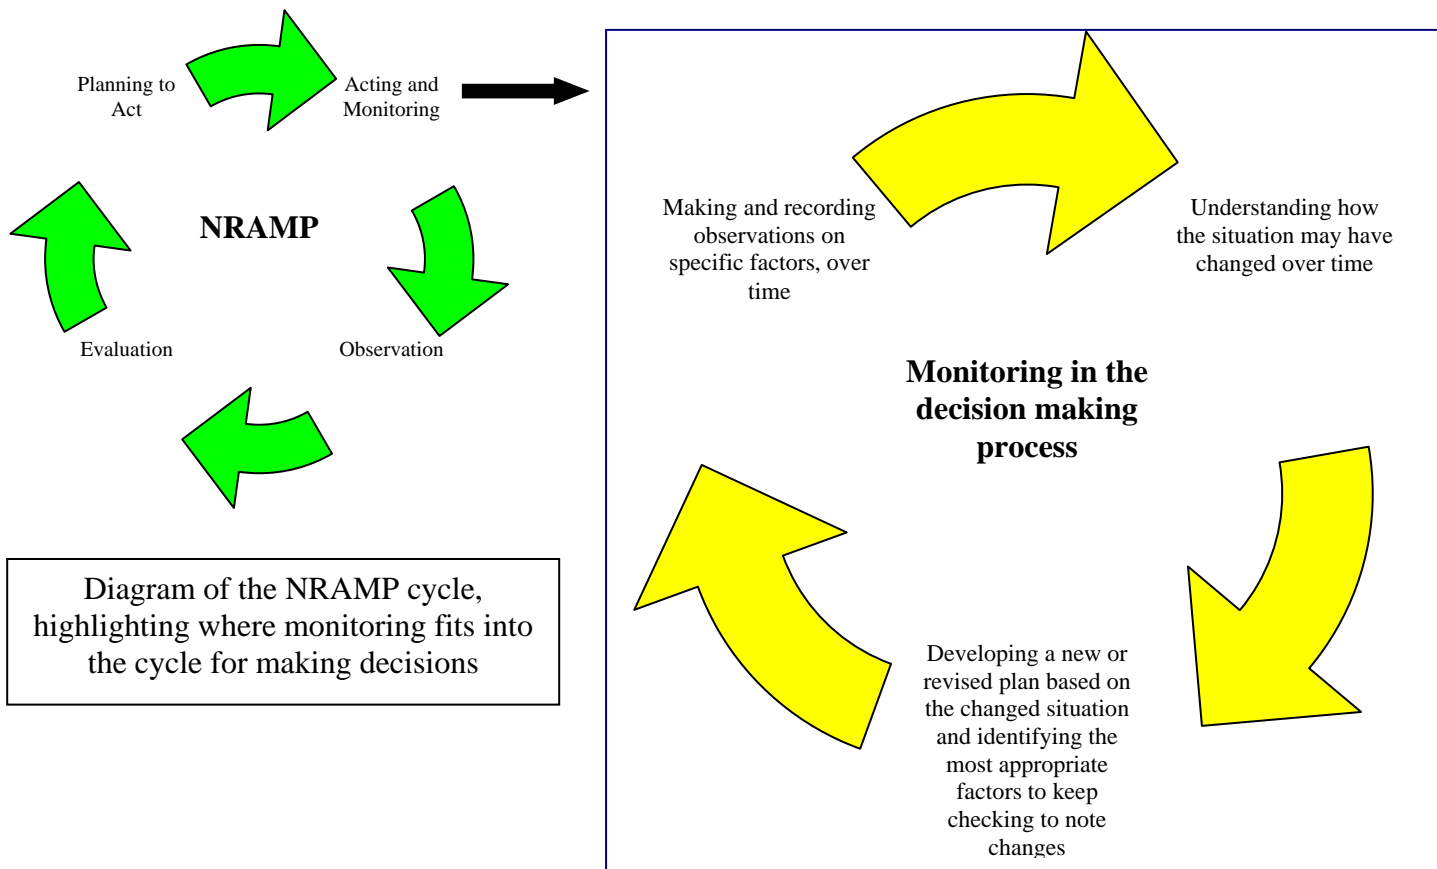 Planning to
Act
Acting and
Monitoring
NRAMP
Evaluation
Observation
Diagram of the NRAMP cycle,
highlighting where monitoring fits into
the cycle for making decisions
Making and recording
observations on
specific factors, over
time
Understanding how
the situation may have
changed over time
Monitoring in the
decision making
process
Developing a new or
revised plan based on
the changed situation
and identifying the
most appropriate
factors to keep
checking to note
changes